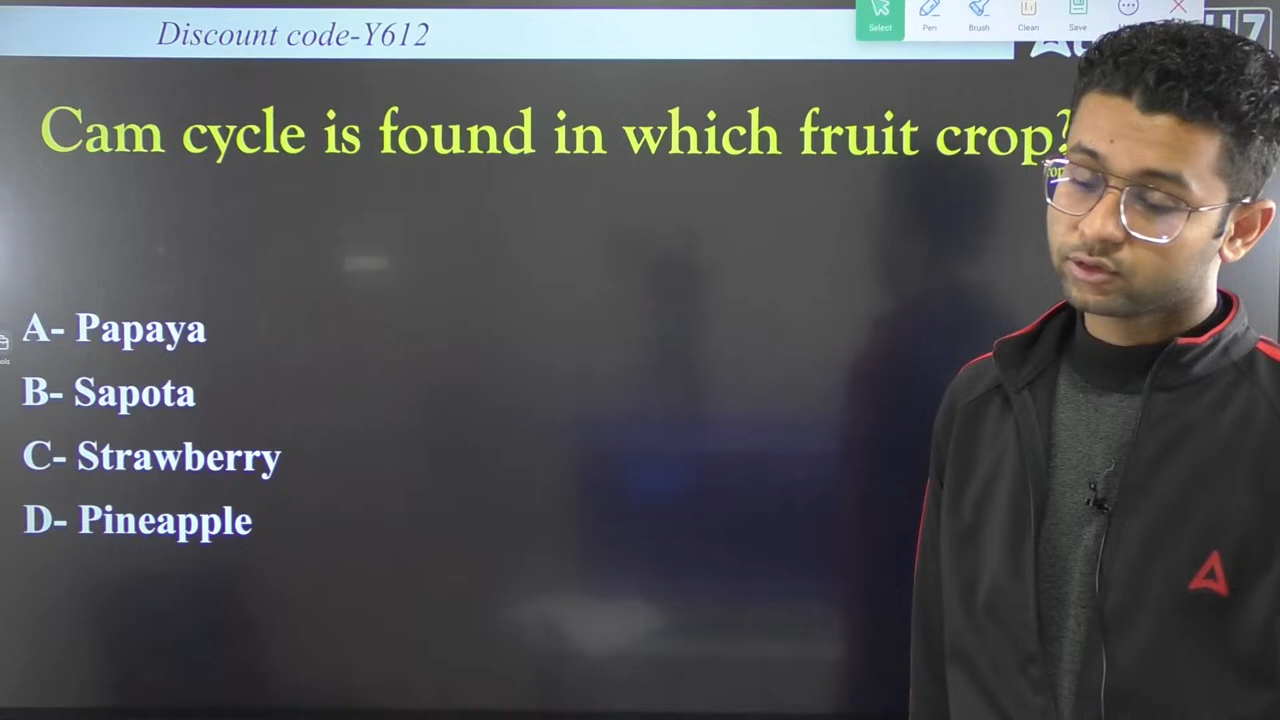 Discount code-Y612
Select
Pen
Brush
Clean
Save
Cam cycle is found in which fruit crop?
A- Papaya
B- Sapota
C- Strawberry
D- Pineapple